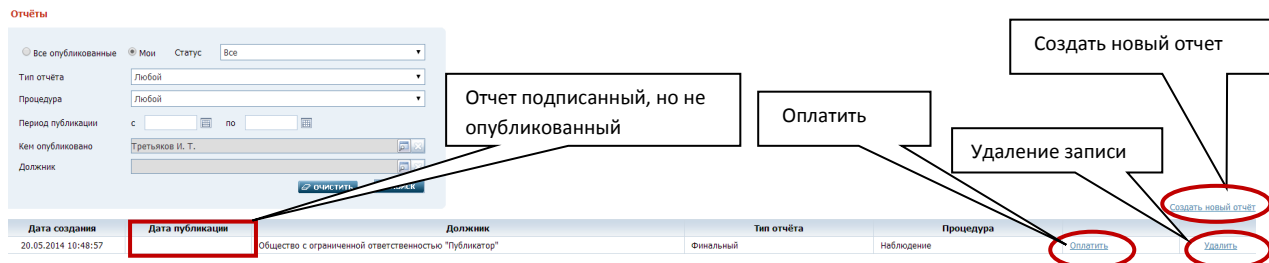 Отчёты
Создать новый отчет
Все опубликованные Мои Статус Все
Тип отчёта Любой
Отчет подписанный, но не
опубликованный
Оплатить
Процедура Любой
Период публикации с по
Кем опубликовано Третьяков И. Т.
Удаление записи
Должник
ОЧИСТИТЬ
Создать новый отчёт
Дата создания Дата публикации Должник Тип отчёта Процедура
20.05.2014 10:48:57 Общество с ограниченной ответственностью "Публикатор" Финальный Наблюдение Оплатить Удалить